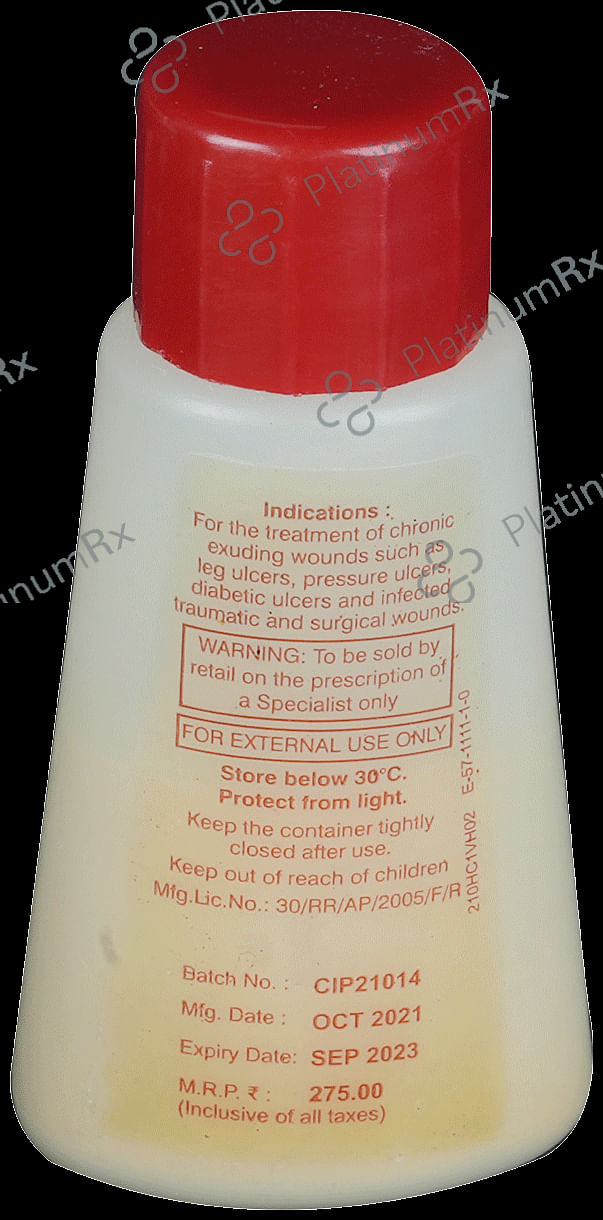 PlatinumRx
PlatinumRx
PlatinumRx
PlatinumRx
Indications :
For the treatment of chronic
exuding wounds such as
leg ulcers, pressure ulcers,
diabetic ulcers and infected
traumatic and surgical wounds.
WARNING: To be sold by
retail on the prescription of
a Specialist only
FOR EXTERNAL USE ONLY
Store below 30°C.
Protect from light.
Keep the container tightly
closed after use.
Keep out of reach of children
Mfg.Lic.No.: 30/RR/AP/2005/F/R
210HC1VH02 E-57-1111-1-0
Batch No. : CIP21014
Mfg. Date : OCT 2021
Expiry Date: SEP 2023
M.R.P. ₹ : 275.00
(Inclusive of all taxes)